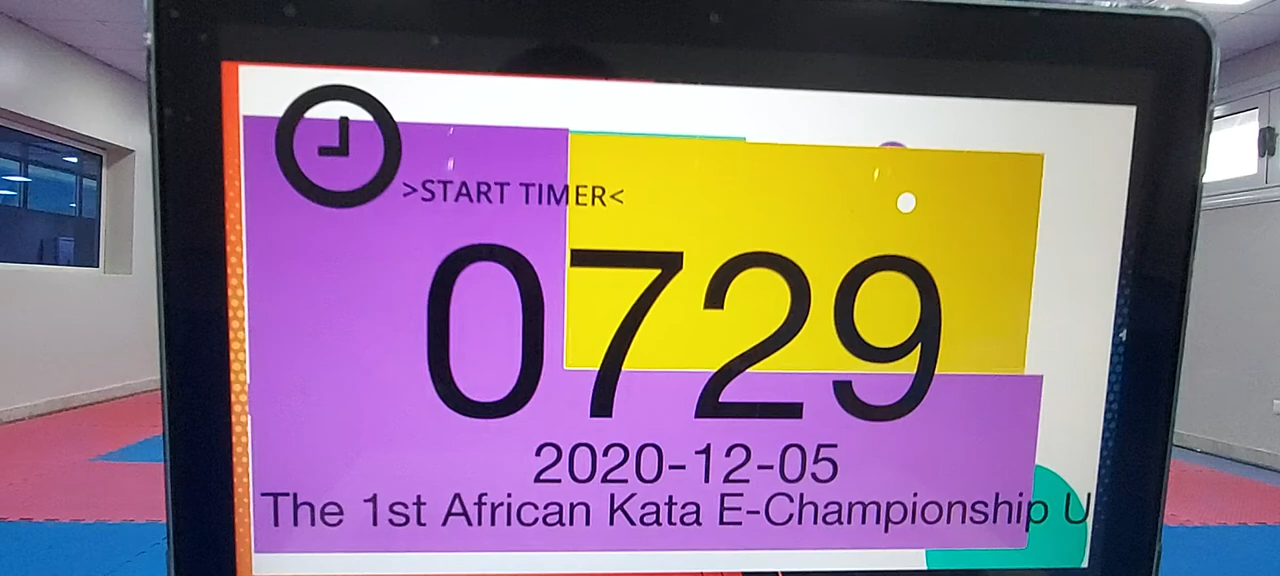 >START TIMER<
0729
2020-12-05
The 1st African Kata E-Championship U